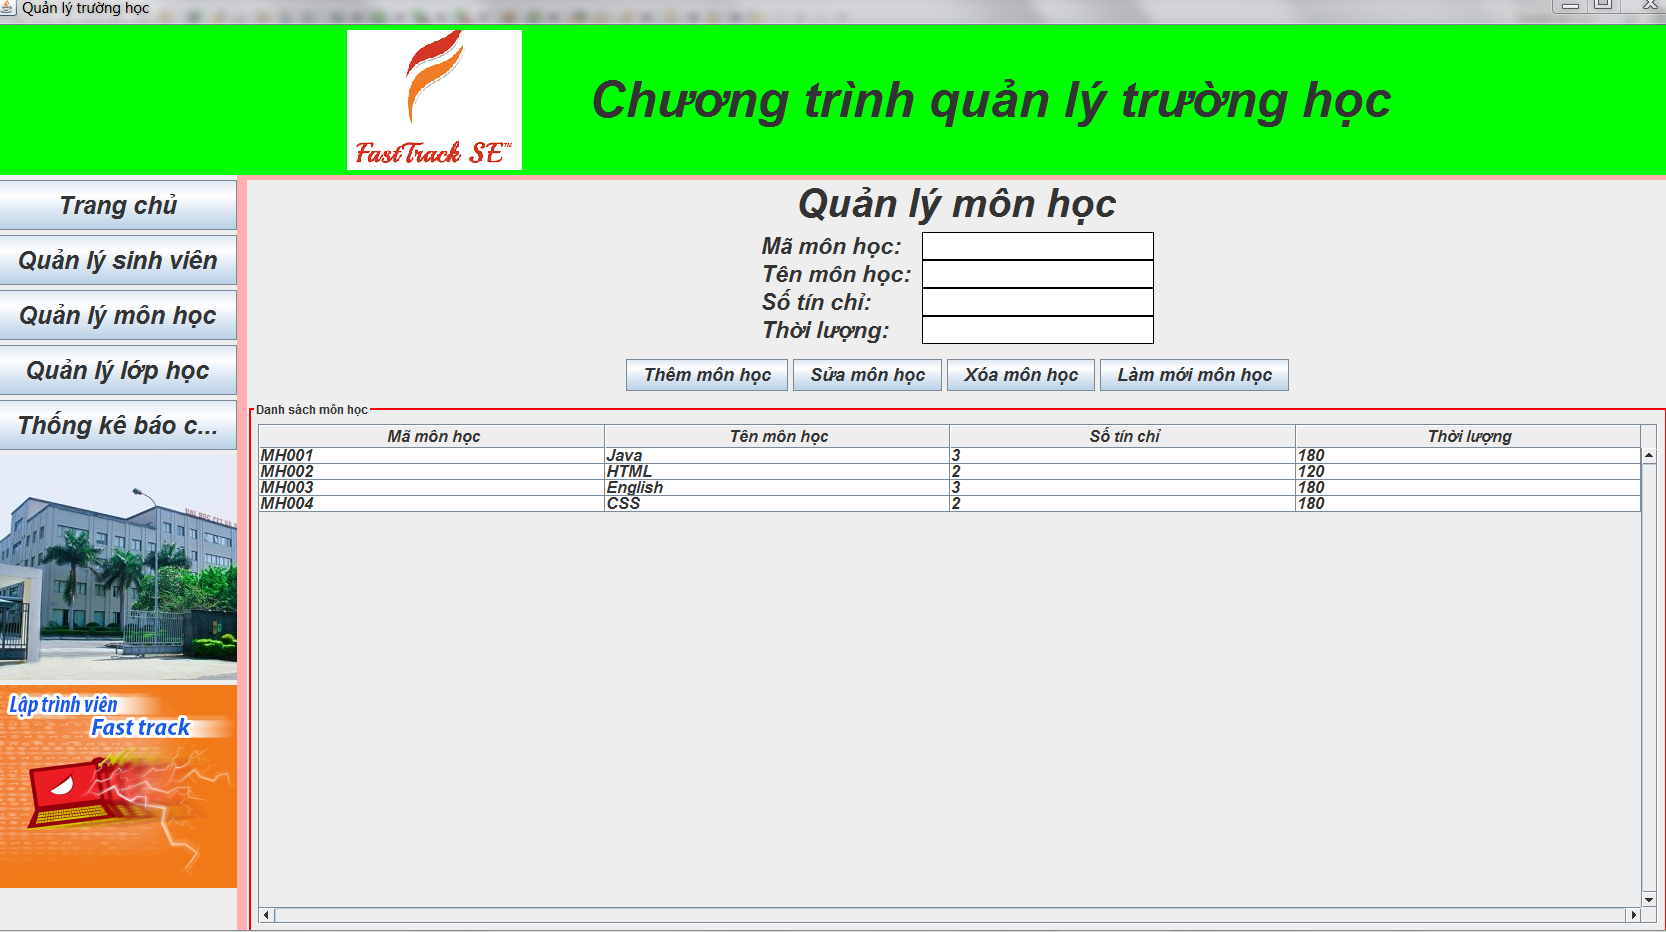 Quản lý trường học
FastTrack SE™
Chương trình quản lý trường học
Trang chủ
Quản lý sinh viên
Quản lý môn học
Quản lý lớp học
Thống kê báo c...
Lập trình viên
Fast track
Quản lý môn học
Mã môn học:
Tên môn học:
Số tín chỉ:
Thời lượng:
Thêm môn học Sửa môn học Xóa môn học Làm mới môn học
Danh sách môn học
Mã môn học Tên môn học Số tín chỉ Thời lượng
MH001 Java 3 180
MH002 HTML 2 120
MH003 English 3 180
MH004 CSS 2 180